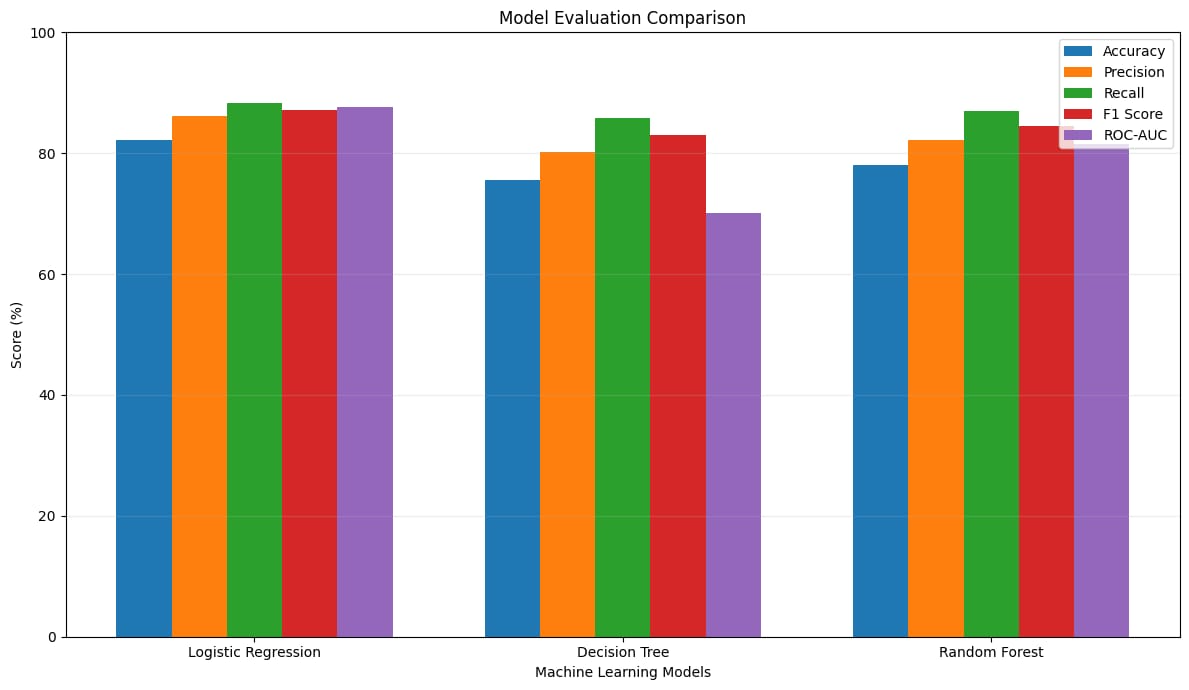 Model Evaluation Comparison
100
80
60
40
20
0
Score (%)
Accuracy
Precision
Recall
F1 Score
ROC-AUC
Logistic Regression
Decision Tree
Random Forest
Machine Learning Models